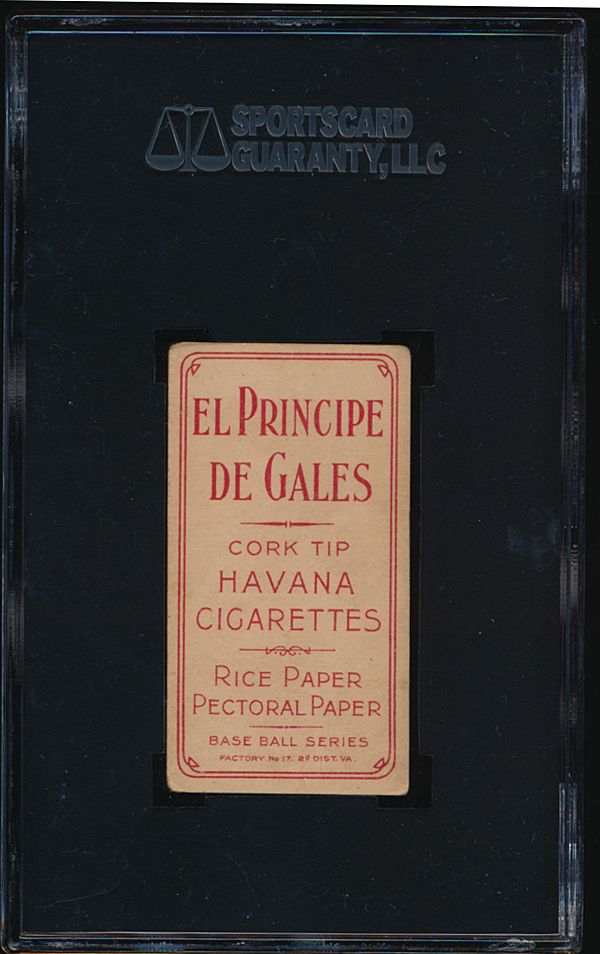 SPORTSCARD
GUARANTY, LLC
EL PRINCIPE
DE GALES
CORK TIP
HAVANA
CIGARETTES
RICE PAPER
PECTORAL PAPER
BASE BALL SERIES
FACTORY No 17. 2d DIST. VA.